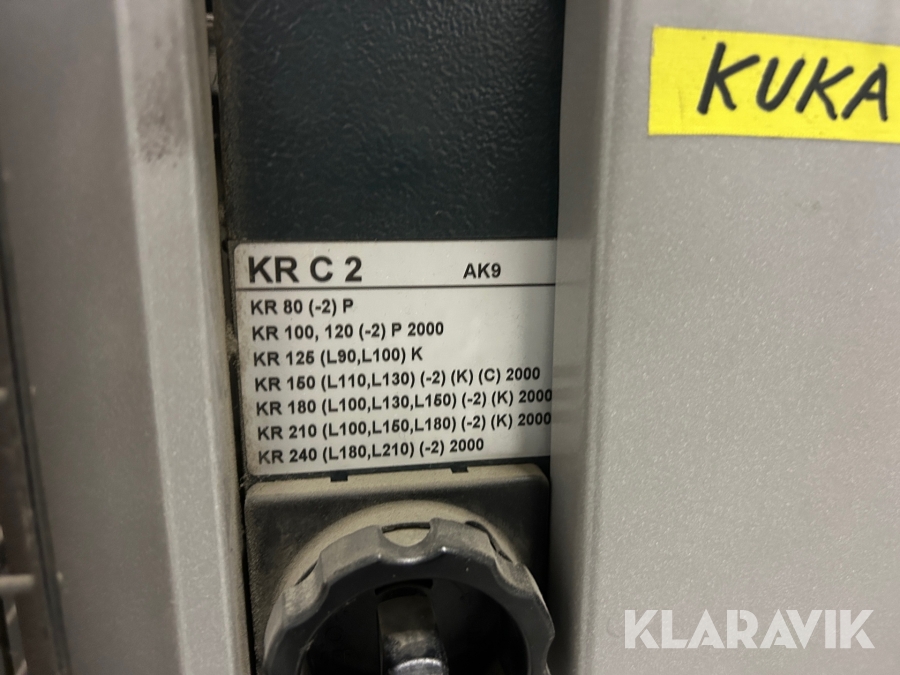 KUKA
KR C 2 AK9
KR 80 (-2) P
KR 100, 120 (-2) P 2000
KR 125 (L90,L100) K
KR 150 (L110,L130) (-2) (K) (C) 2000
KR 180 (L100,L130,L150) (-2) (K) 2000
KR 210 (L100,L150,L180) (-2) (K) 2000
KR 240 (L180,L210) (-2) 2000
KLARAVIK